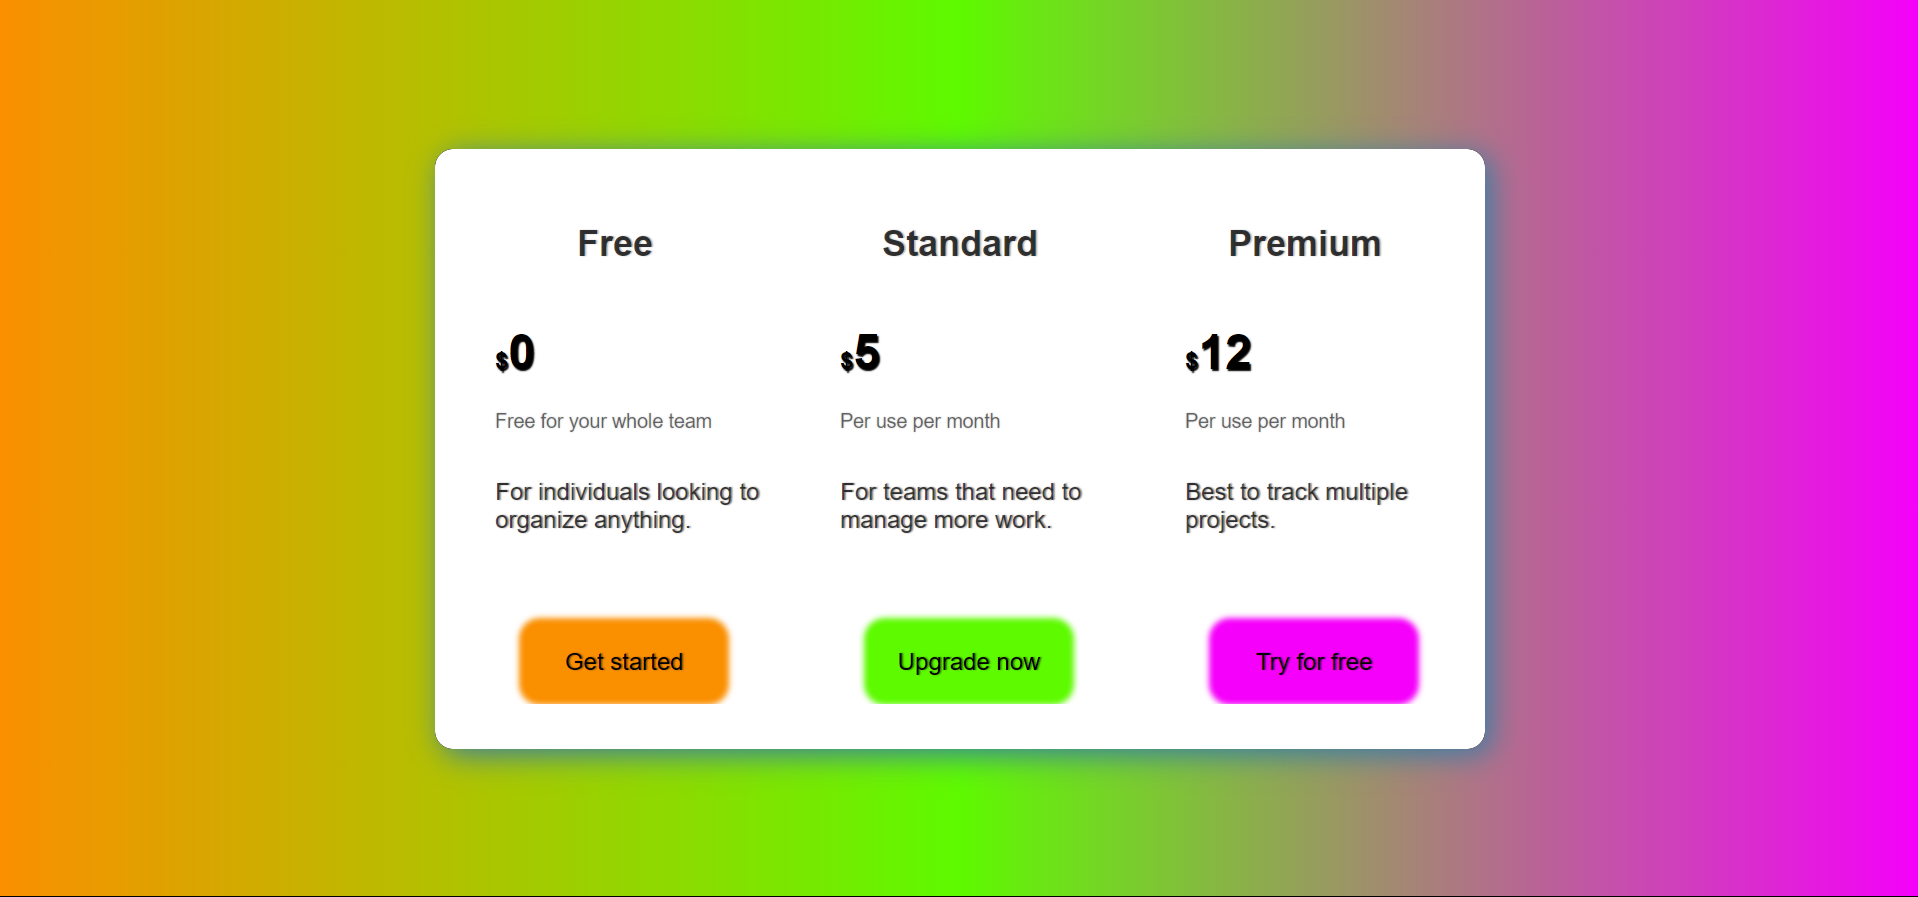 Free
$0
Free for your whole team
For individuals looking to
organize anything.
Get started
Standard
$5
Per use per month
For teams that need to
manage more work.
Upgrade now
Premium
$12
Per use per month
Best to track multiple
projects.
Try for free